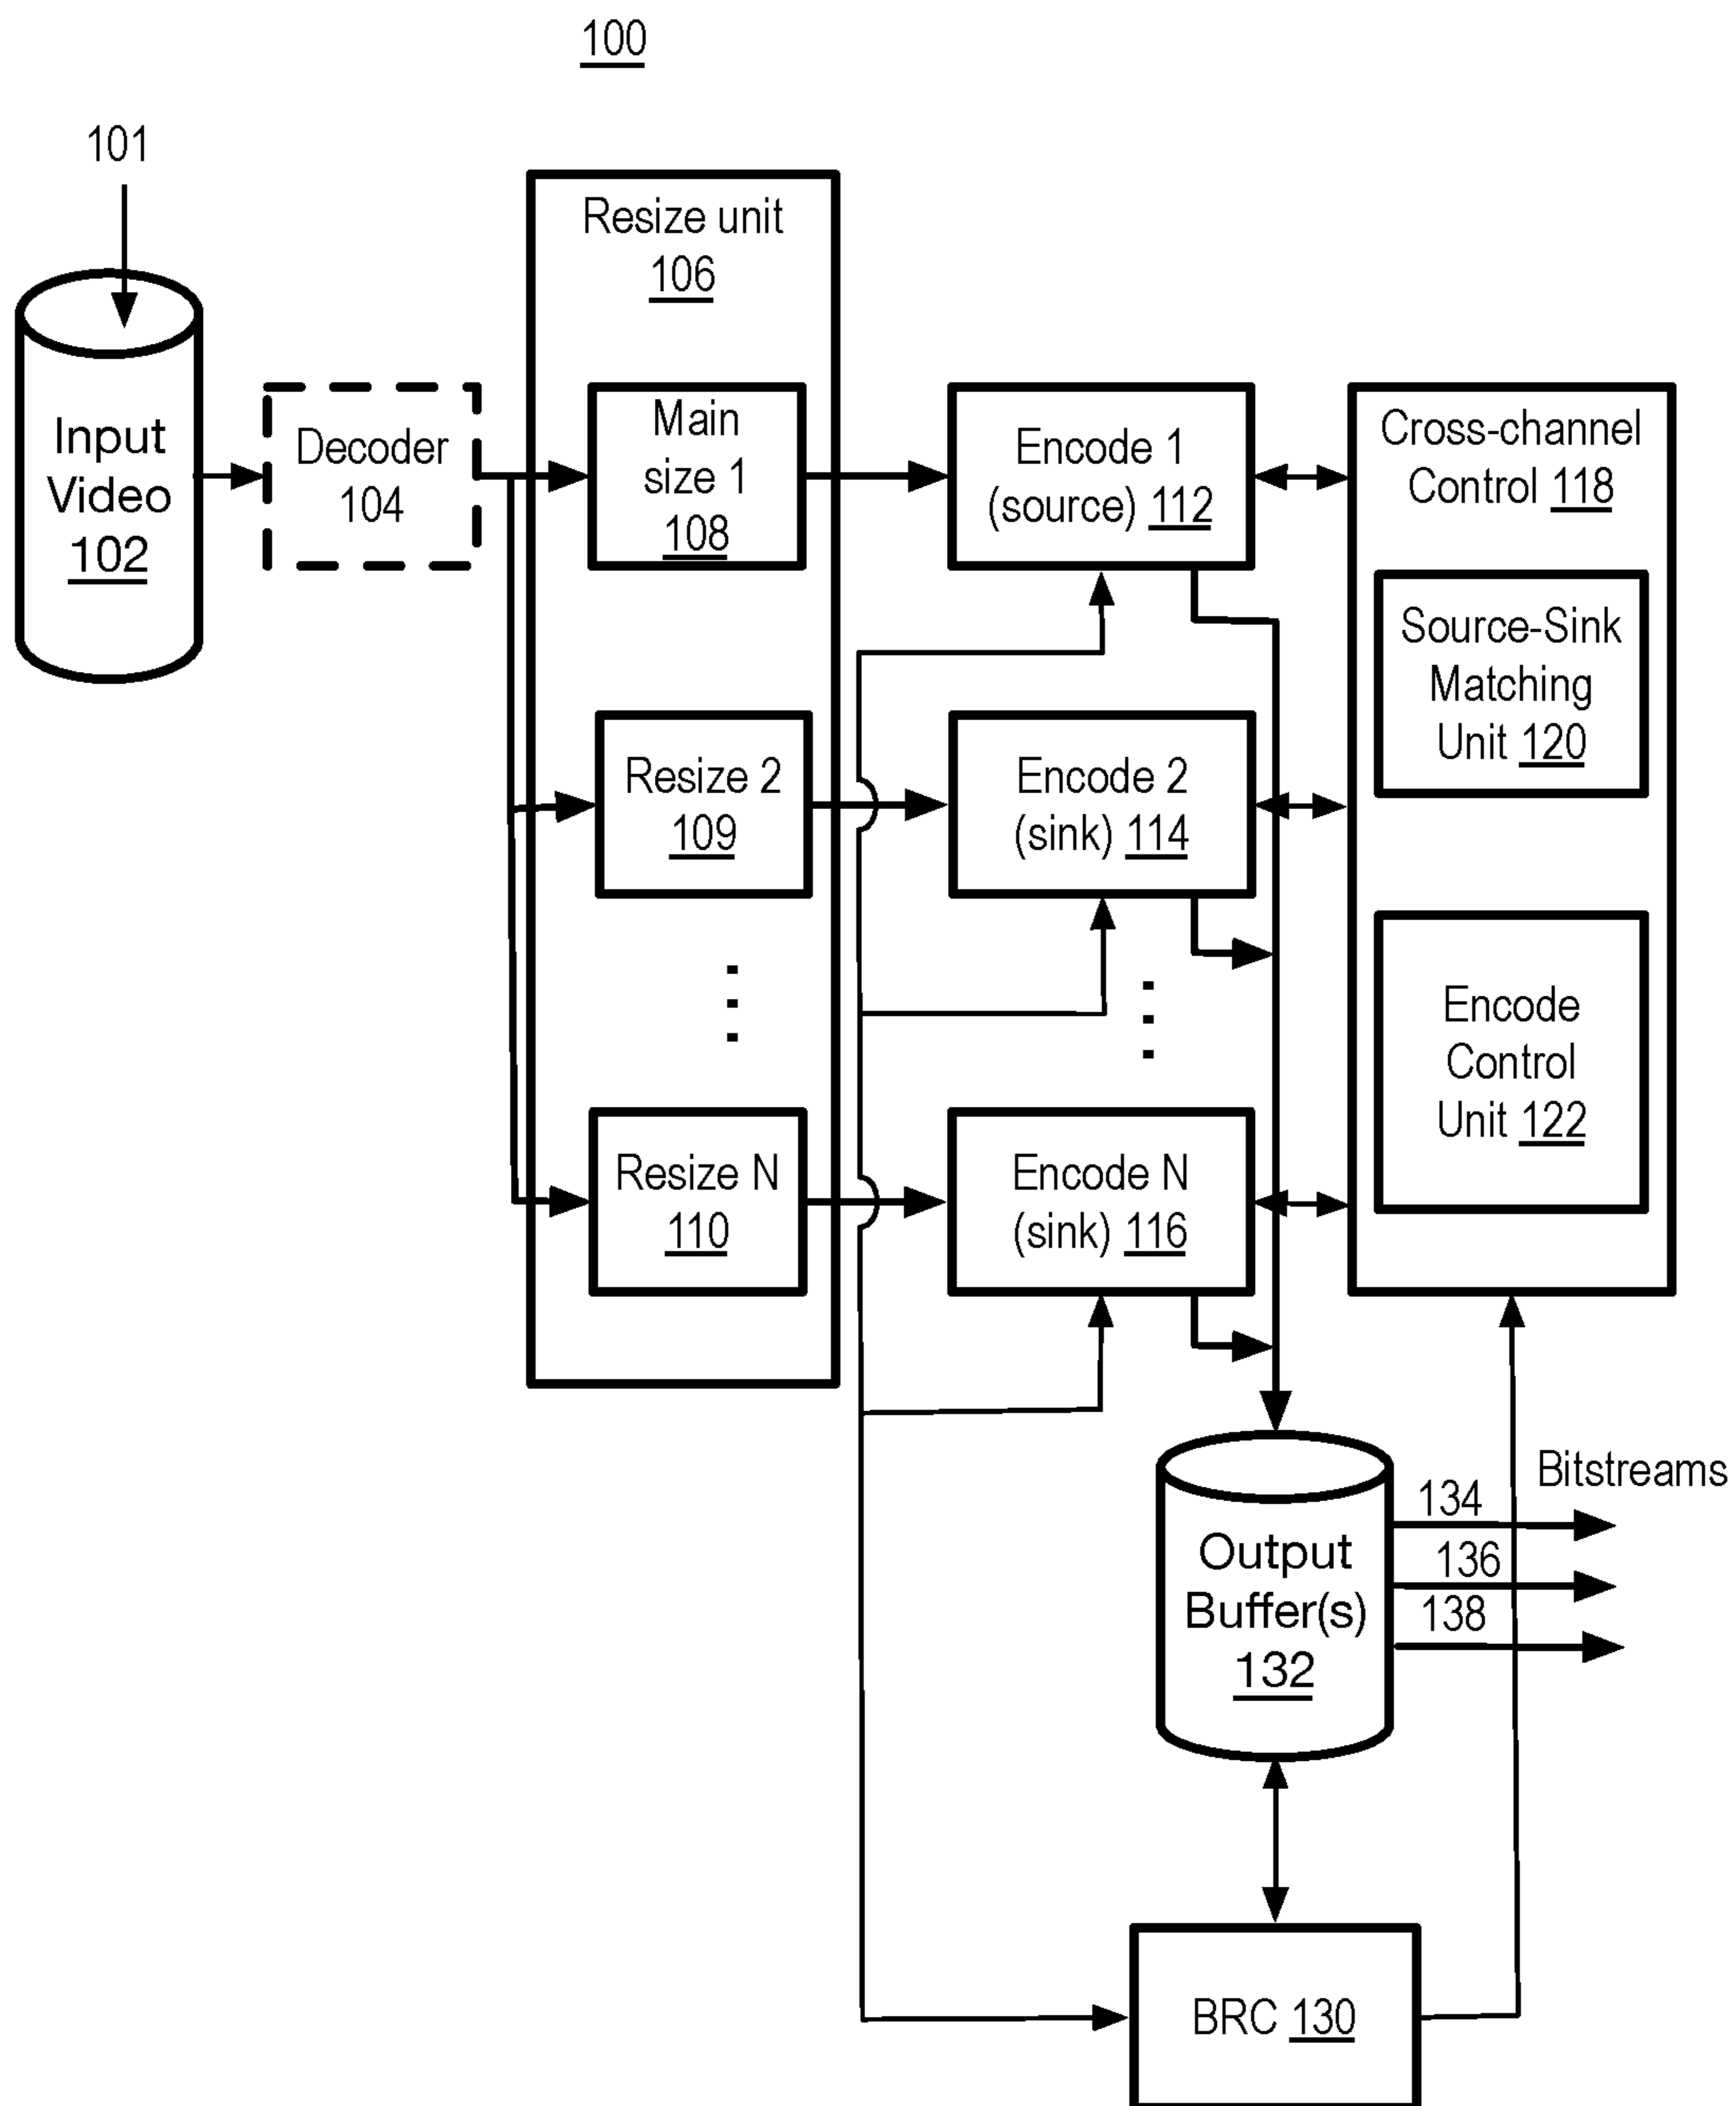 100
101
Input
Video
102
Decoder
104
Resize unit
106
Main
size 1
108
Resize 2
109
Resize N
110
Encode 1
(source) 112
Encode 2
(sink) 114
Encode N
(sink) 116
Cross-channel
Control 118
Source-Sink
Matching
Unit 120
Encode
Control
Unit 122
Output
Buffer(s)
132
Bitstreams
134
136
138
BRC 130